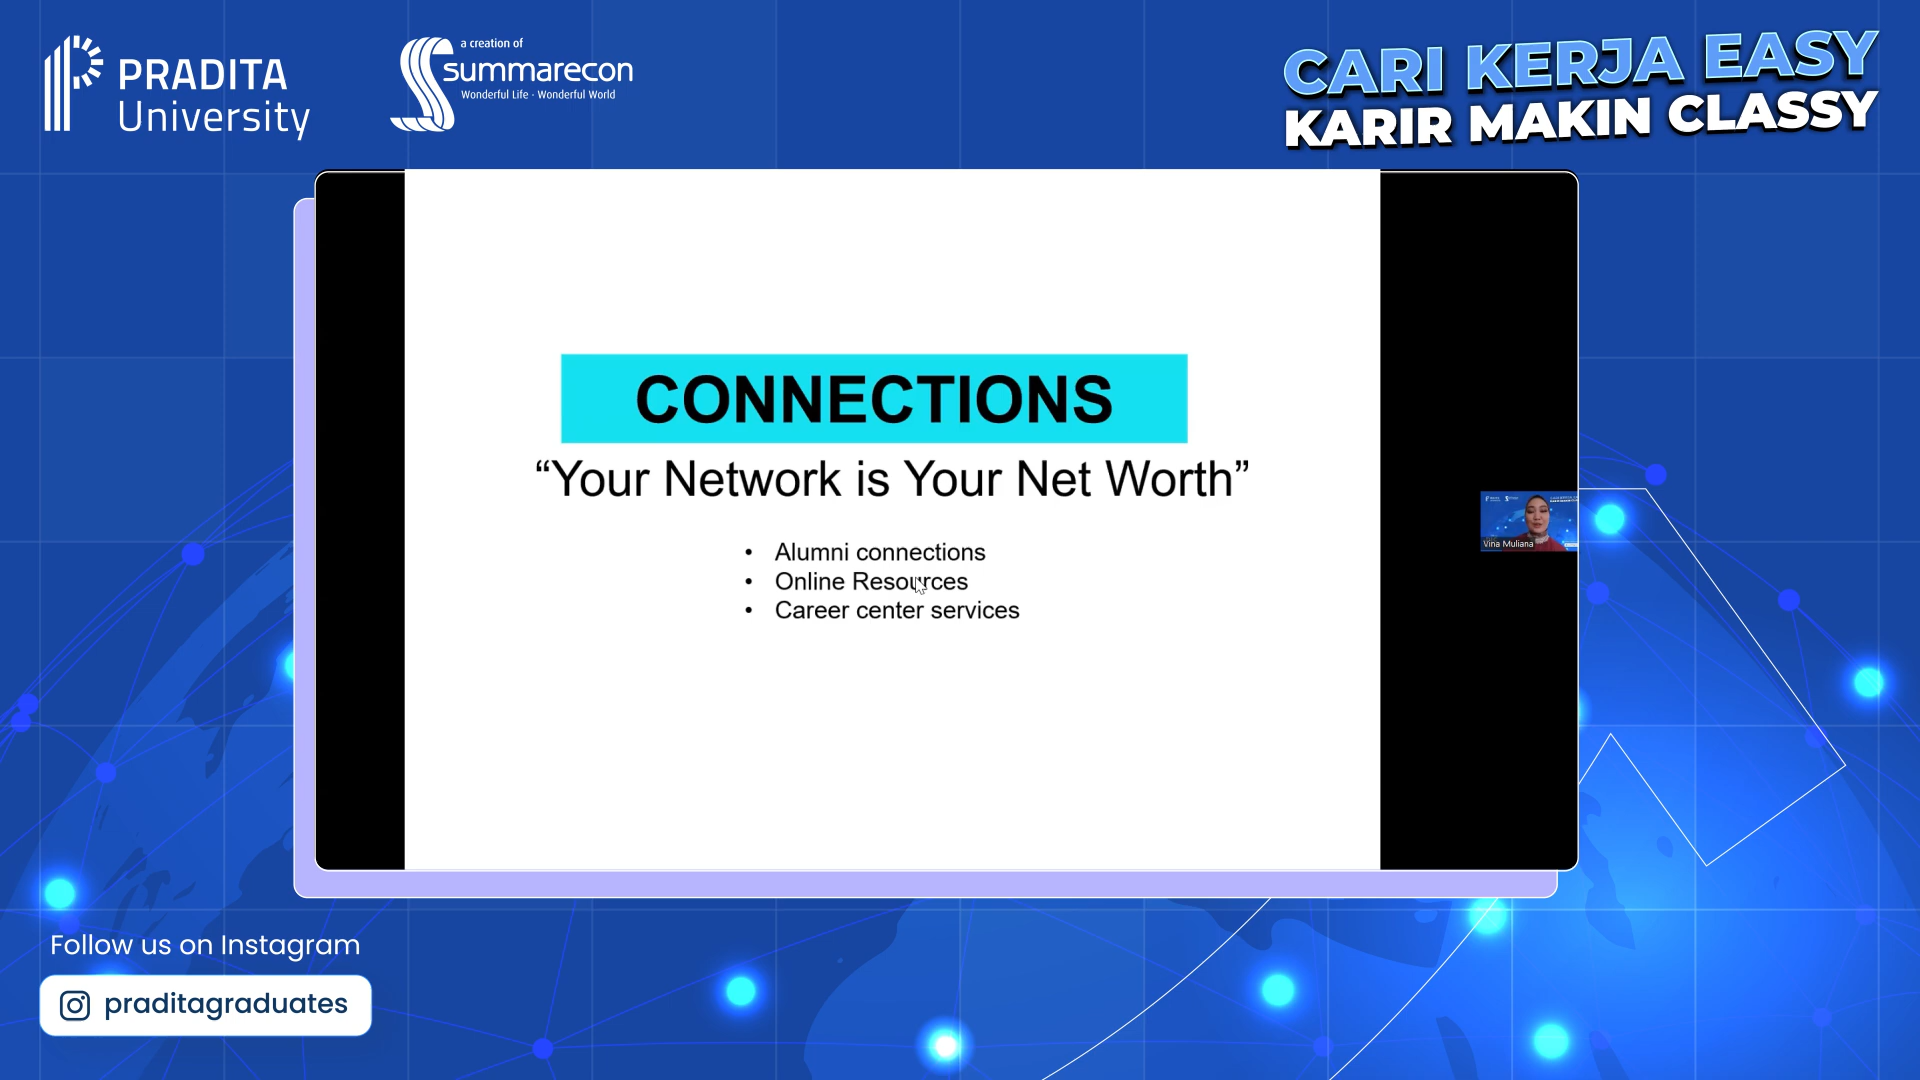 PRADITA
University
a creation of
summarecon
Wonderful Life · Wonderful World
CARI KERJA EASY
KARIR MAKIN CLASSY
CONNECTIONS
“Your Network is Your Net Worth”
• Alumni connections
• Online Resources
• Career center services
Vina Muliana
Follow us on Instagram
praditagraduates